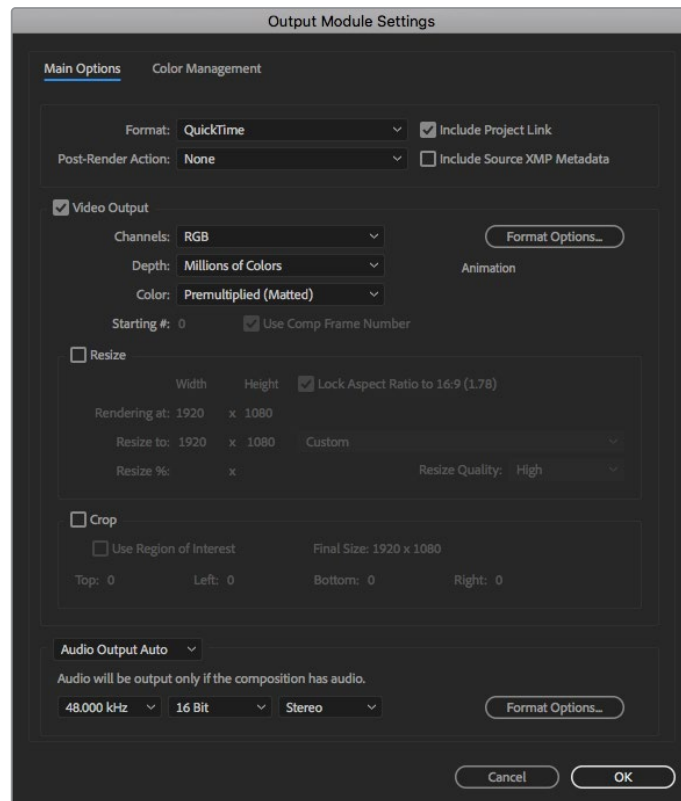 Output Module Settings
Main Options Color Management
Format: QuickTime Include Project Link
Post-Render Action: None Include Source XMP Metadata
Video Output
Channels: RGB Format Options...
Depth: Millions of Colors Animation
Color: Premultiplied (Matted)
Starting #: 0 Use Comp Frame Number
Resize
Width Height Lock Aspect Ratio to 16:9 (1.78)
Rendering at: 1920 x 1080
Resize to: 1920 x 1080 Custom
Resize %: x Resize Quality: High
Crop
Use Region of Interest Final Size: 1920 x 1080
Top: 0 Left: 0 Bottom: 0 Right: 0
Audio Output Auto
Audio will be output only if the composition has audio.
48.000 kHz 16 Bit Stereo Format Options...
Cancel OK